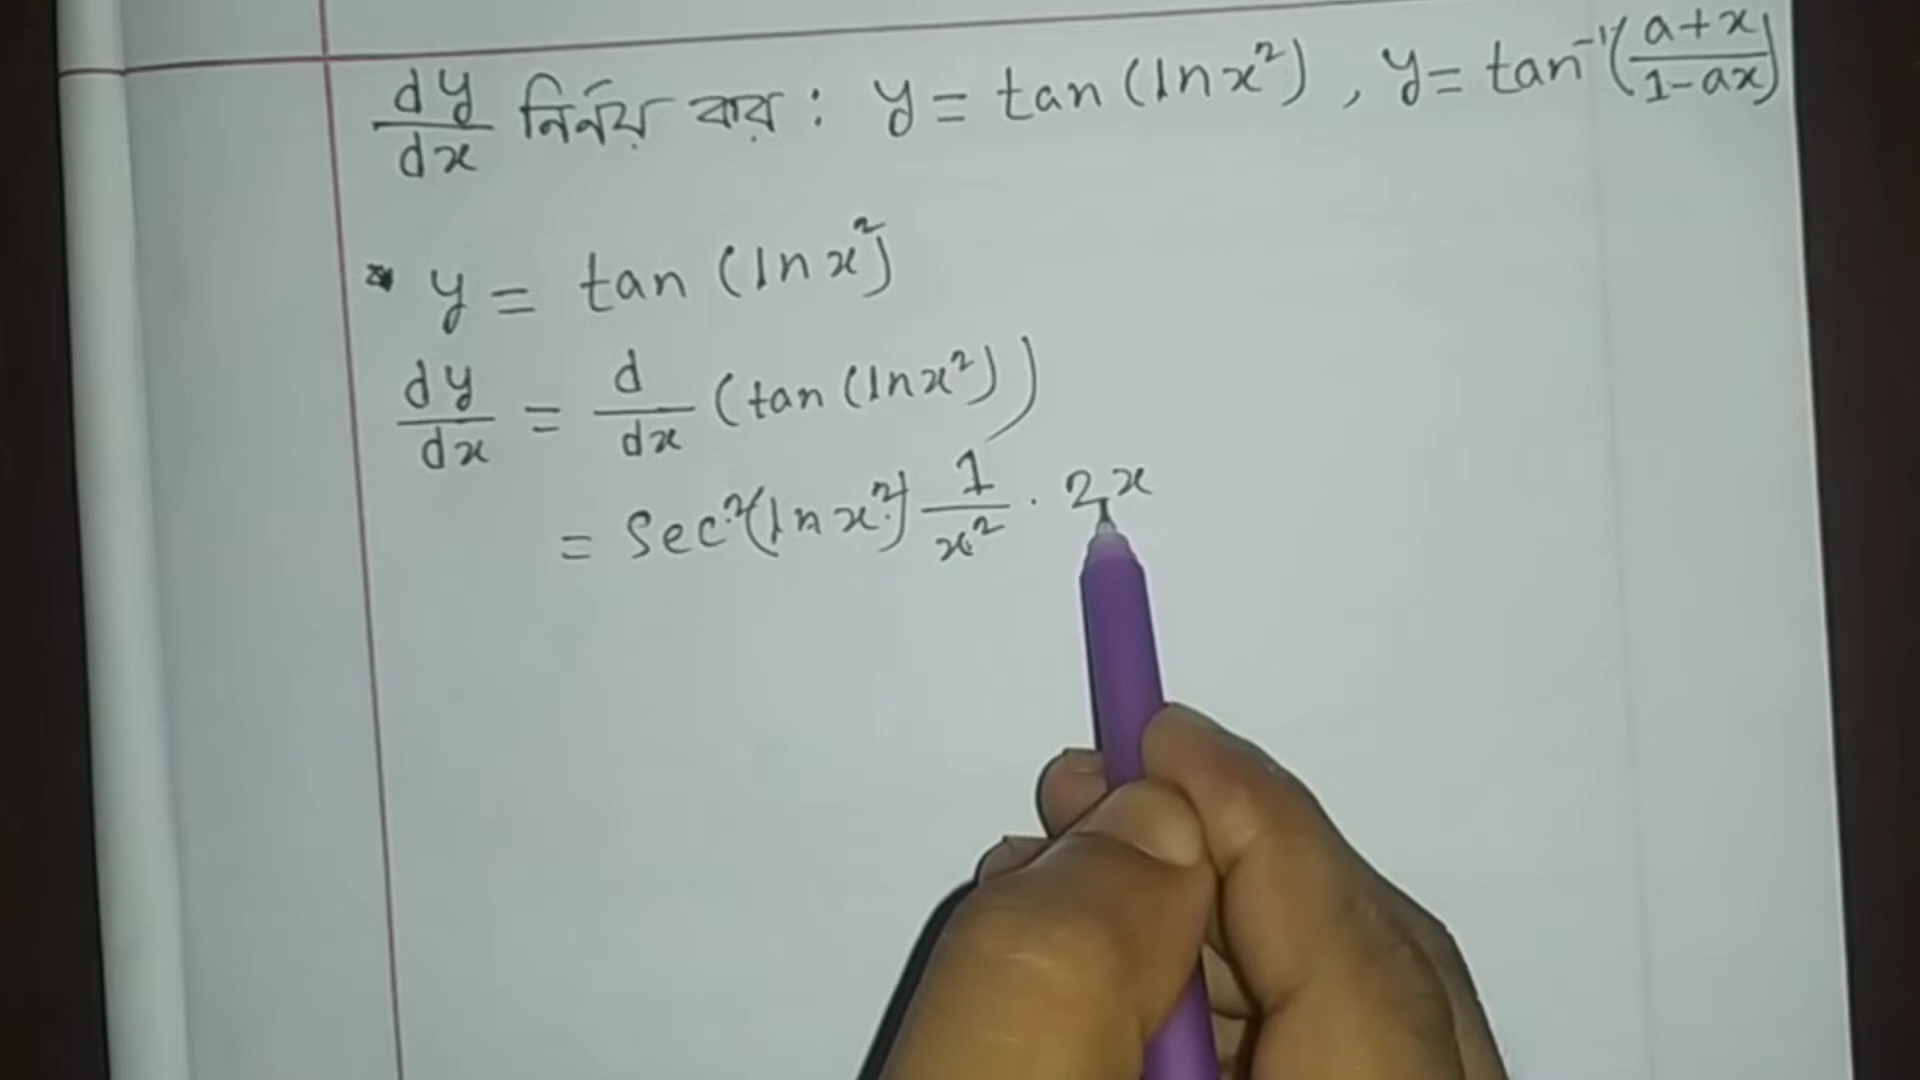 dy/dx নির্নয় কর : y = tan (ln x²) , y = tan⁻¹((a+x)/(1-ax))
y = tan (ln x²)
dy/dx = d/dx (tan (ln x²))
= Sec²(ln x²) 1/x² · 2x